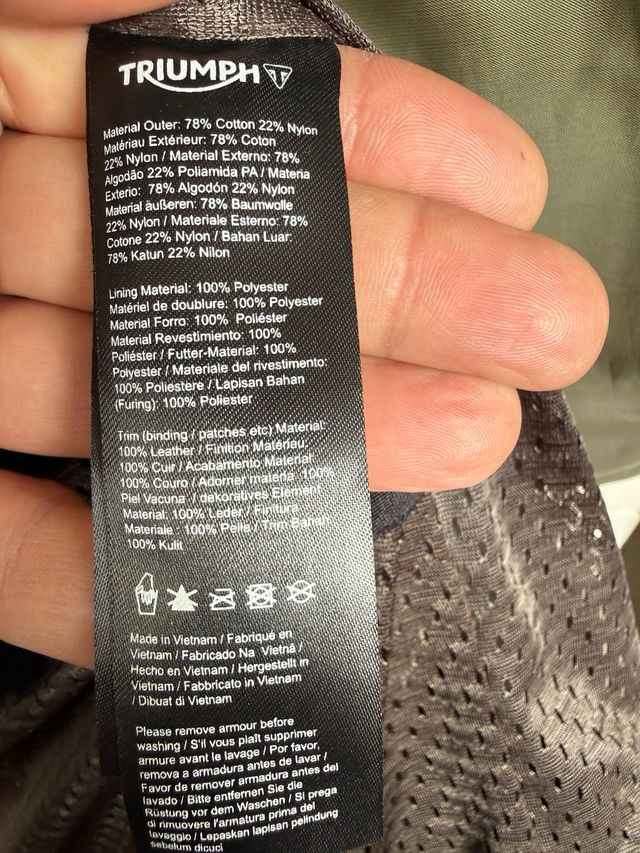 TRIUMPH
Material Outer: 78% Cotton 22% Nylon
Matériau Extérieur: 78% Coton
22% Nylon / Material Externo: 78%
Algodão 22% Poliamida PA / Materia
Exterio: 78% Algodón 22% Nylon
Material äußeren: 78% Baumwolle
22% Nylon / Materiale Esterno: 78%
Cotone 22% Nylon / Bahan Luar:
78% Katun 22% Nilon
Lining Material: 100% Polyester
Matériel de doublure: 100% Polyester
Material Forro: 100% Poliéster
Material Revestimiento: 100%
Poliéster / Futter-Material: 100%
Polyester / Materiale del rivestimento:
100% Poliestere / Lapisan Bahan
(Furing): 100% Poliester
Trim (binding / patches etc) Material:
100% Leather / Finition Matériau:
100% Cuir / Acabamento Material:
100% Couro / Adorner materia: 100%
Piel Vacuna / dekoratives Element
Material: 100% Leder / Finitura
Materiale : 100% Pelle / Trim Bahan:
100% Kulit
Made in Vietnam / Fabriqué en
Vietnam / Fabricado Na Vietnã /
Hecho en Vietnam / Hergestellt in
Vietnam / Fabbricato in Vietnam
/ Dibuat di Vietnam
Please remove armour before
washing / S'il vous plaît supprimer
armure avant le lavage / Por favor,
remova a armadura antes de lavar /
Favor de remover armadura antes del
lavado / Bitte entfernen Sie die
Rüstung vor dem Waschen / Si prega
di rimuovere l'armatura prima del
lavaggio / Lepaskan lapisan pelindung
sebelum dicuci